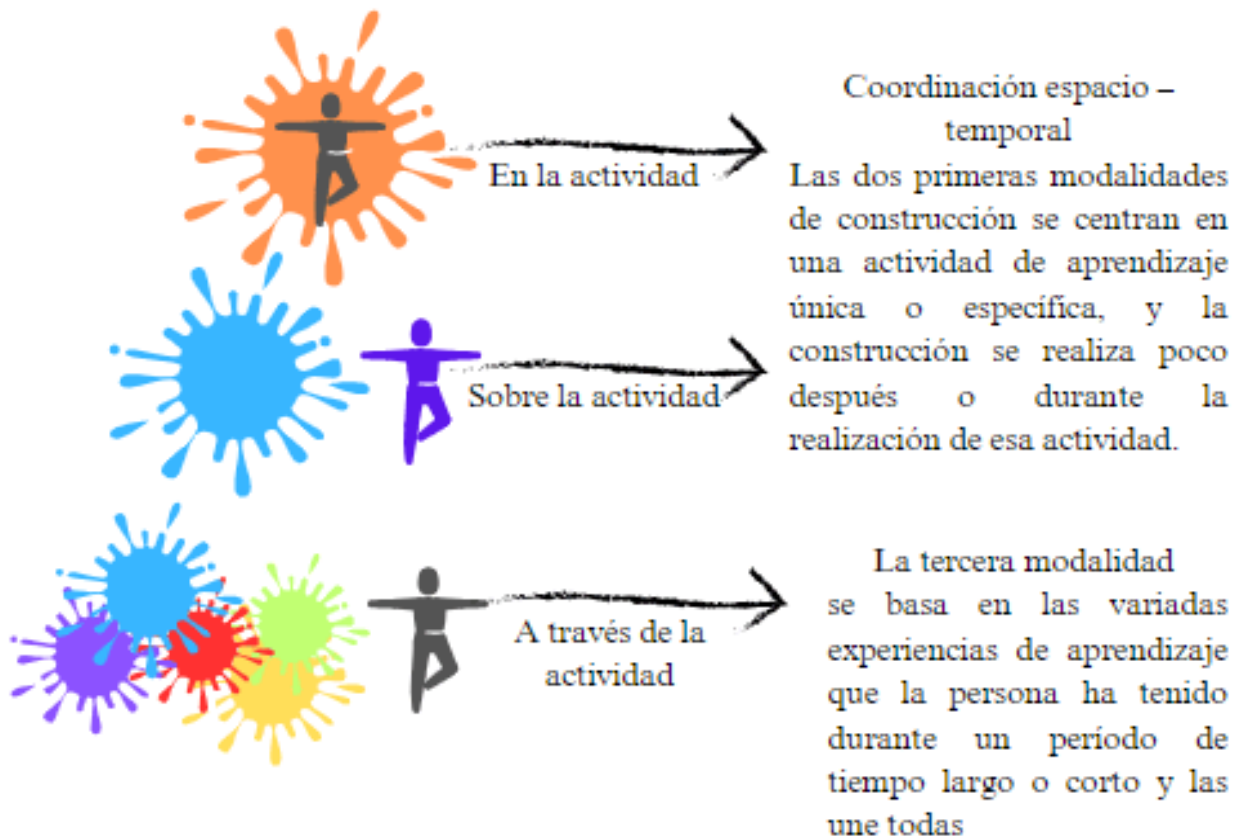 En la actividad
Coordinación espacio –
temporal
Las dos primeras modalidades
de construcción se centran en
una actividad de aprendizaje
única o específica, y la
construcción se realiza poco
después o durante la
realización de esa actividad.
Sobre la actividad
A través de la
actividad
La tercera modalidad
se basa en las variadas
experiencias de aprendizaje
que la persona ha tenido
durante un período de
tiempo largo o corto y las
une todas